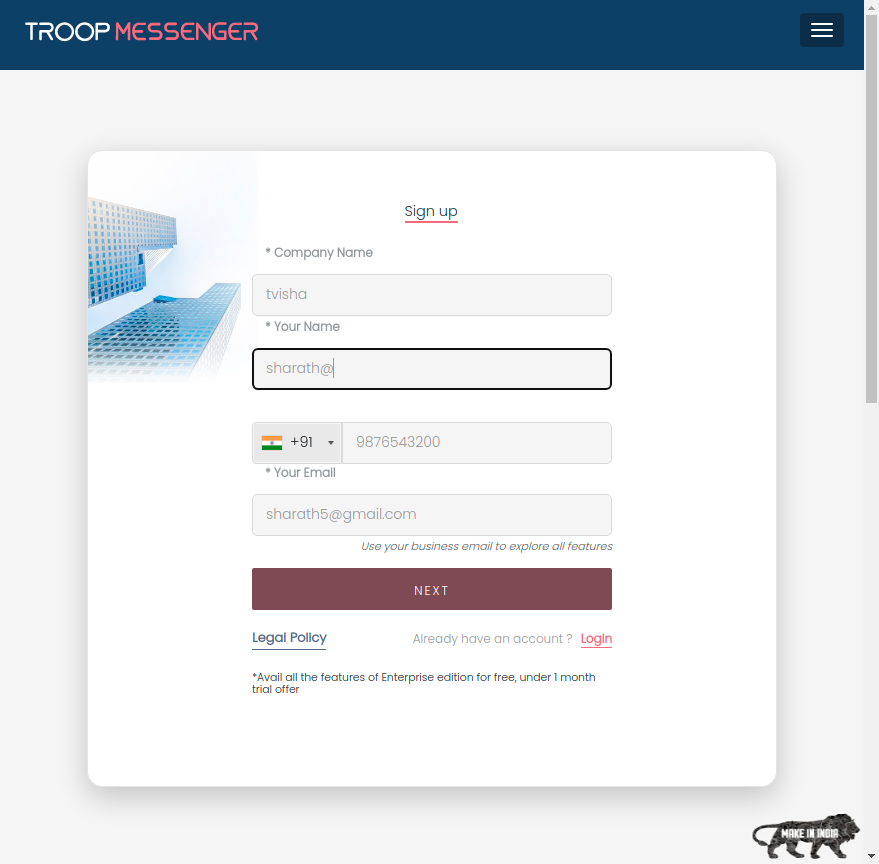 TROOP MESSENGER
Sign up
* Company Name
tvisha
* Your Name
sharath@
+91 9876543200
* Your Email
sharath5@gmail.com
Use your business email to explore all features
NEXT
Legal Policy Already have an account ? Login
*Avail all the features of Enterprise edition for free, under 1 month
trial offer
MAKE IN INDIA